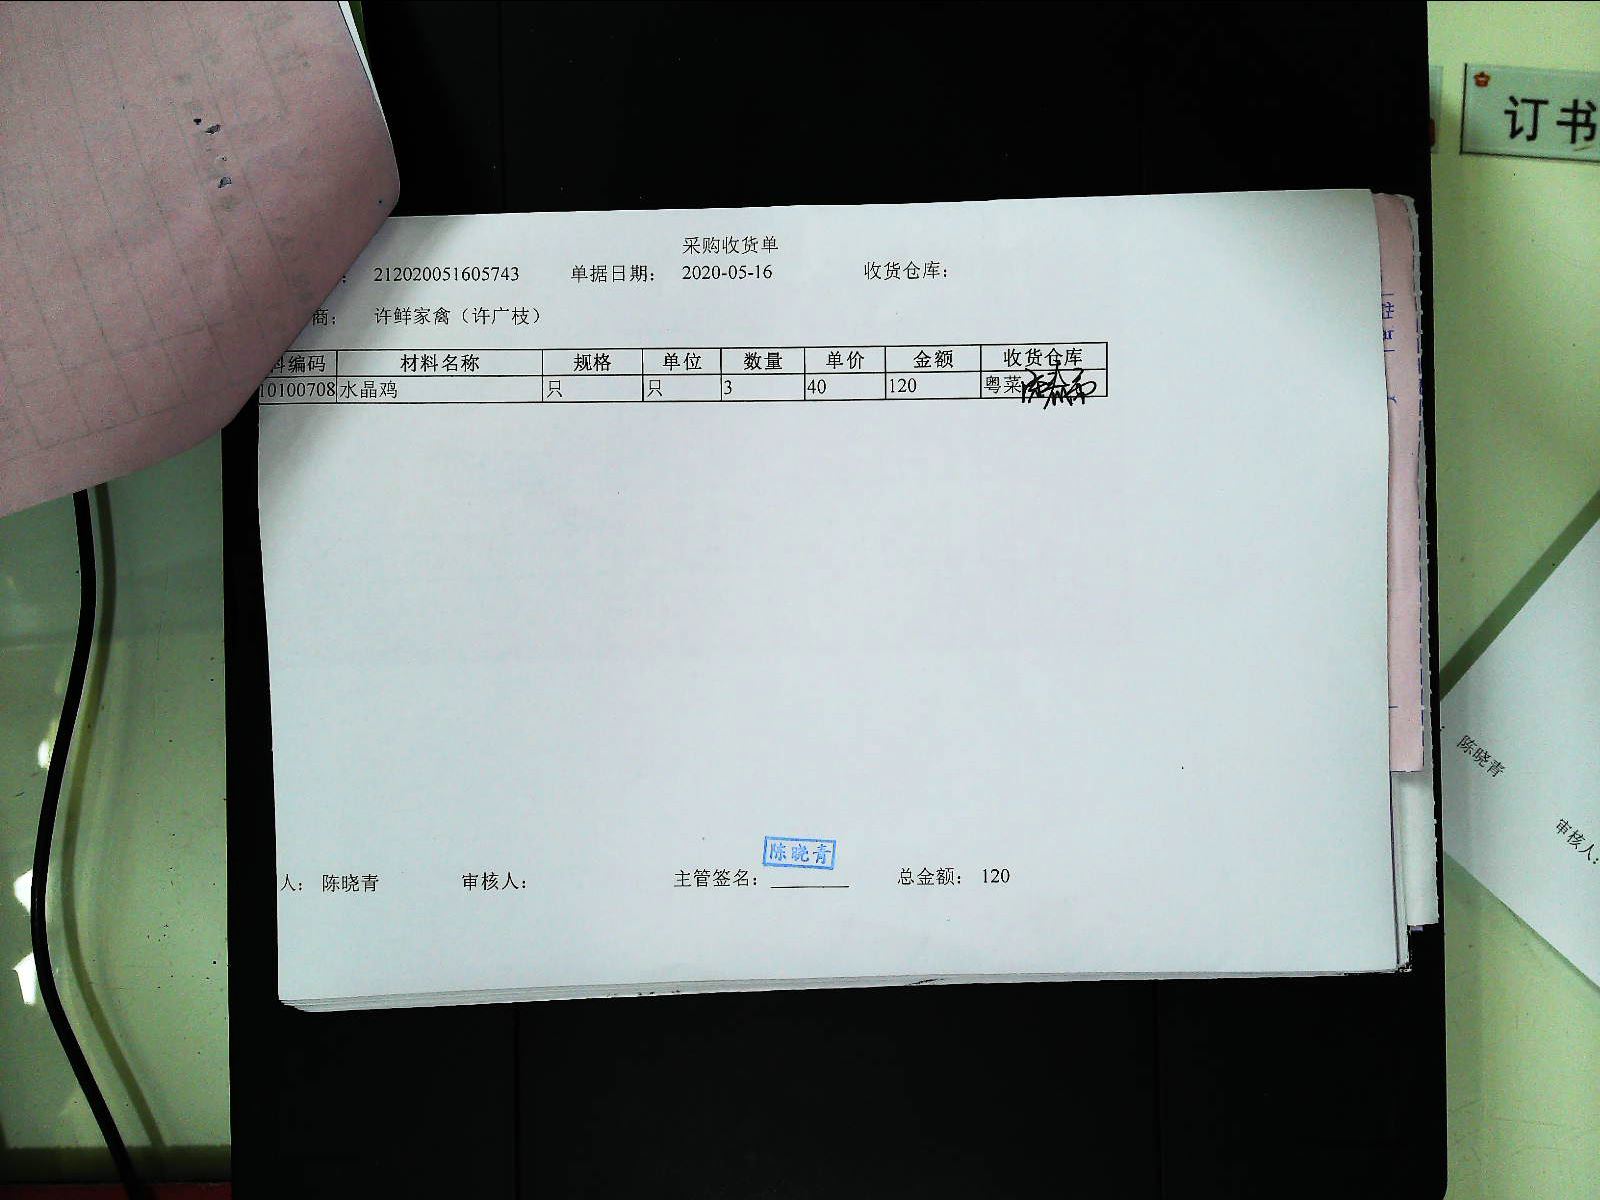 订书
采购收货单
: 212020051605743 单据日期: 2020-05-16 收货仓库:
商: 许鲜家禽(许广枝)
料编码 材料名称 规格 单位 数量 单价 金额 收货仓库
10100708 水晶鸡 只 只 3 40 120 粤菜
陈晓青
人: 陈晓青 审核人: 主管签名: 总金额: 120
陈晓青
审核人: